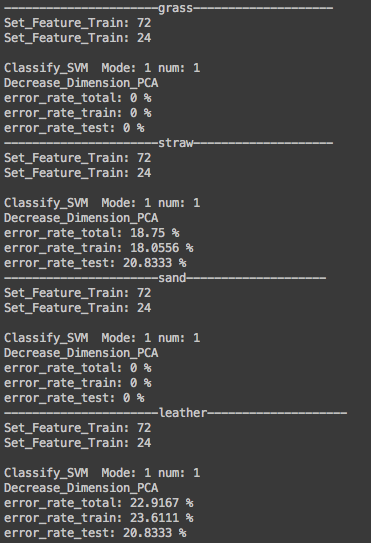 ----------------------grass--------------------
Set_Feature_Train: 72
Set_Feature_Train: 24
Classify_SVM  Mode: 1 num: 1
Decrease_Dimension_PCA
error_rate_total: 0 %
error_rate_train: 0 %
error_rate_test: 0 %
----------------------straw--------------------
Set_Feature_Train: 72
Set_Feature_Train: 24
Classify_SVM  Mode: 1 num: 1
Decrease_Dimension_PCA
error_rate_total: 18.75 %
error_rate_train: 18.0556 %
error_rate_test: 20.8333 %
----------------------sand--------------------
Set_Feature_Train: 72
Set_Feature_Train: 24
Classify_SVM  Mode: 1 num: 1
Decrease_Dimension_PCA
error_rate_total: 0 %
error_rate_train: 0 %
error_rate_test: 0 %
----------------------leather--------------------
Set_Feature_Train: 72
Set_Feature_Train: 24
Classify_SVM  Mode: 1 num: 1
Decrease_Dimension_PCA
error_rate_total: 22.9167 %
error_rate_train: 23.6111 %
error_rate_test: 20.8333 %